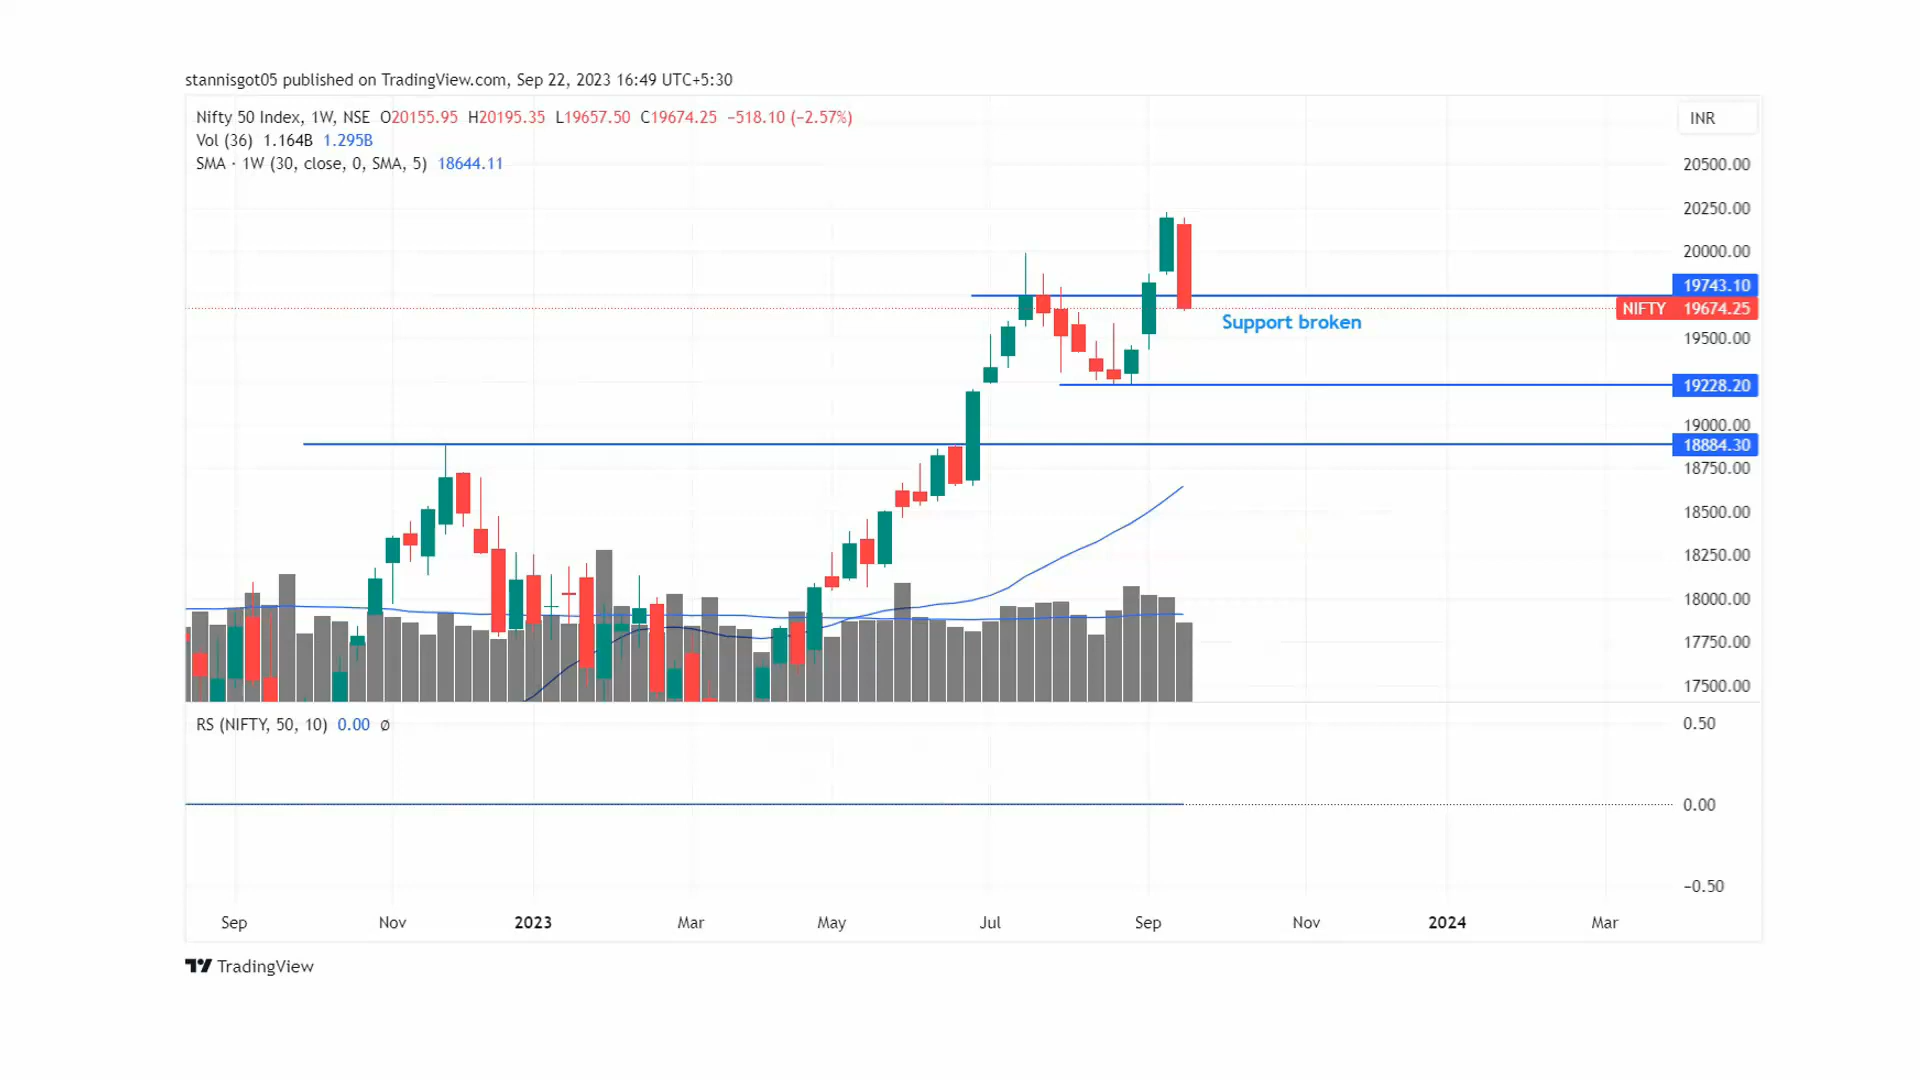 stannisgot05 published on TradingView.com, Sep 22, 2023 16:49 UTC+5:30
Nifty 50 Index, 1W, NSE O20155.95 H20195.35 L19657.50 C19674.25 −518.10 (−2.57%)
INR
Vol (36) 1.164B 1.295B
SMA · 1W (30, close, 0, SMA, 5) 18644.11
20500.00
20250.00
20000.00
19743.10
NIFTY 19674.25
Support broken
19500.00
19228.20
19000.00
18884.30
18750.00
18500.00
18250.00
18000.00
17750.00
17500.00
RS (NIFTY, 50, 10) 0.00 ∅
0.50
0.00
−0.50
Sep Nov 2023 Mar May Jul Sep Nov 2024 Mar
TradingView